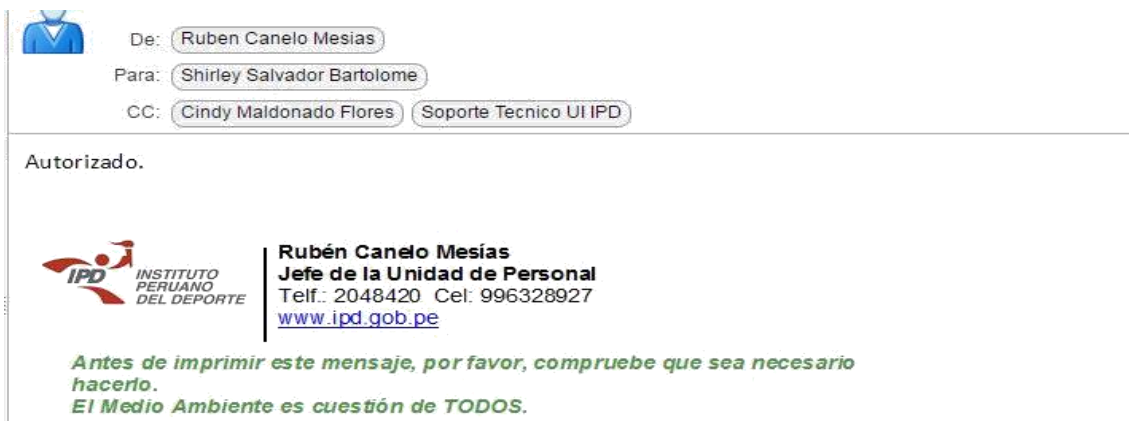 De: Ruben Canelo Mesias
Para: Shirley Salvador Bartolome
CC: Cindy Maldonado Flores Soporte Tecnico UI IPD
Autorizado.
IPD INSTITUTO
PERUANO
DEL DEPORTE
Rubén Canelo Mesías
Jefe de la Unidad de Personal
Telf.: 2048420 Cel: 996328927
www.ipd.gob.pe
Antes de imprimir este mensaje, por favor, compruebe que sea necesario
hacerlo.
El Medio Ambiente es cuestión de TODOS.